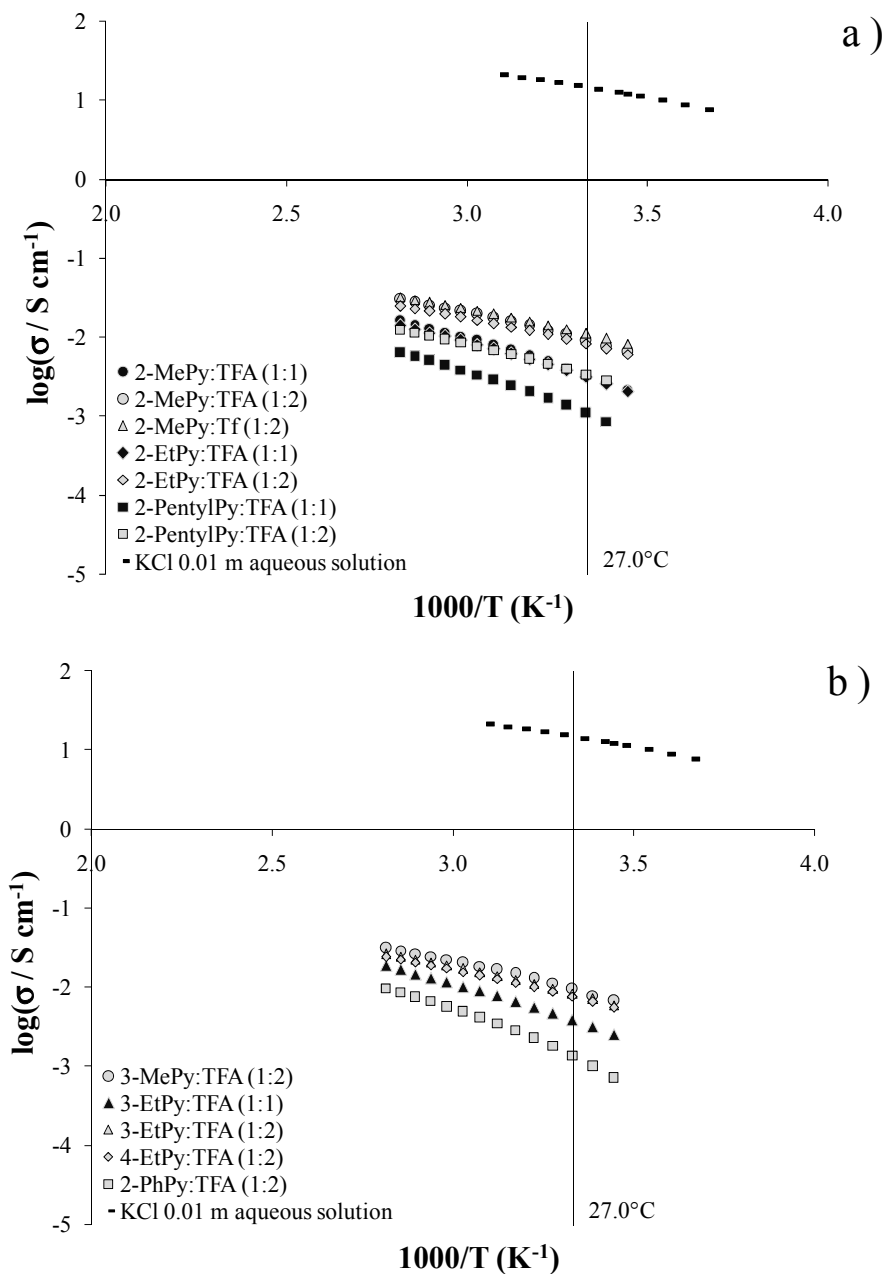 a )
2
1
0
2.0 2.5 3.0 3.5 4.0
-1
-2
-3
-4
-5
log(σ / S cm⁻¹)
2-MePy:TFA (1:1)
2-MePy:TFA (1:2)
2-MePy:Tf (1:2)
2-EtPy:TFA (1:1)
2-EtPy:TFA (1:2)
2-PentylPy:TFA (1:1)
2-PentylPy:TFA (1:2)
KCl 0.01 m aqueous solution
27.0°C
1000/T (K⁻¹)
b )
2
1
0
2.0 2.5 3.0 3.5 4.0
-1
-2
-3
-4
-5
log(σ / S cm⁻¹)
3-MePy:TFA (1:2)
3-EtPy:TFA (1:1)
3-EtPy:TFA (1:2)
4-EtPy:TFA (1:2)
2-PhPy:TFA (1:2)
KCl 0.01 m aqueous solution
27.0°C
1000/T (K⁻¹)